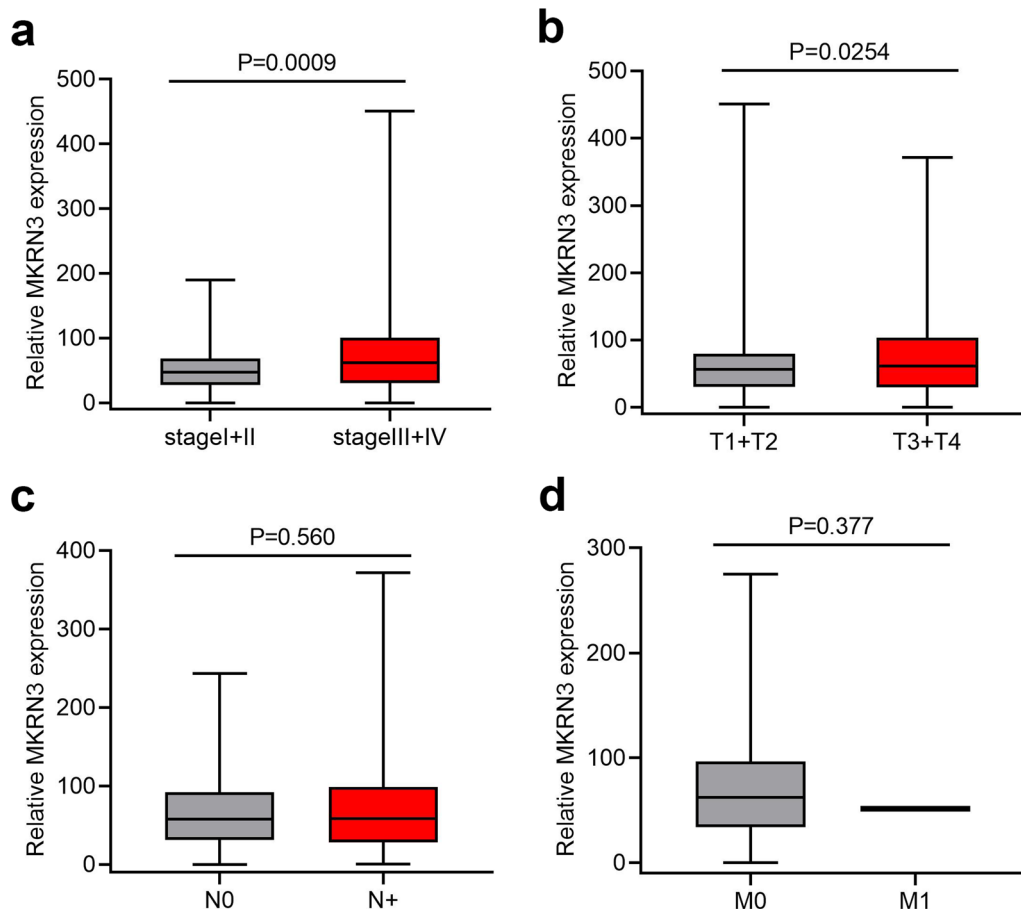 a
P=0.0009
Relative MKRN3 expression
500
400
300
200
100
0
stageI+II
stageIII+IV
b
P=0.0254
Relative MKRN3 expression
500
400
300
200
100
0
T1+T2
T3+T4
c
P=0.560
Relative MKRN3 expression
400
300
200
100
0
N0
N+
d
P=0.377
Relative MKRN3 expression
300
200
100
0
M0
M1